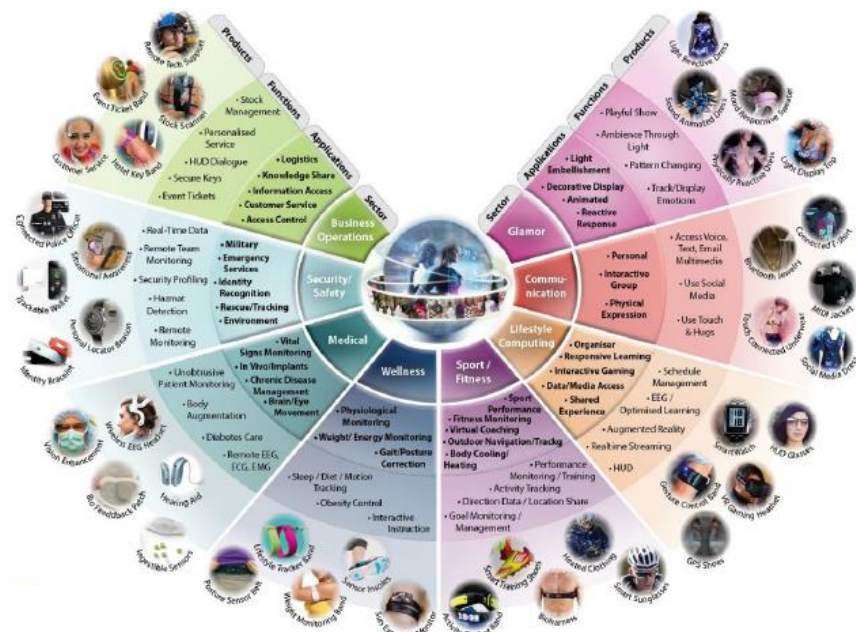 Products
Functions
Applications
Sector
Remote Tech Support
Event Ticket Band
Stock Scanner
Customer Service
Hotel Key Band
• Stock
Management
• Personalised
Service
• HUD Dialogue
• Secure Keys
• Event Tickets
• Logistics
• Knowledge Share
• Information Access
• Customer Service
• Access Control
Business
Operations
Connected Police Officer
Situational Awareness
Trackable Wallet
Personal Locator Beacon
Identity Bracelet
• Real-Time Data
• Remote Team
Monitoring
• Security Profiling
• Hazmat
Detection
• Remote
Monitoring
• Military
• Emergency
Services
• Identity
Recognition
• Rescue/Tracking
• Environment
Security/
Safety
Vision Enhancement
Wireless EEG Headset
Bio Feeddback Patch
Hearing Aid
Ingestible Sensors
• Unobtrusive
Patient Monitoring
• Body
Augmentation
• Diabetes Care
• Remote EEG,
ECG, EMG
• Vital
Signs Monitoring
• In Vivo/Implants
• Chronic Disease
Management
• Brain/Eye
Movement
Medical
Posture Sensor Belt
Lifestyle Tracker Band
Weight Monitoring Band
Sensor Insoles
• Sleep / Diet / Motion
Tracking
• Obesity Control
• Interactive
Instruction
• Physiological
Monitoring
• Weight/ Energy Monitoring
• Gait/Posture
Correction
Wellness
Sport /
Fitness
• Sport
Performance
• Fitness Monitoring
• Virtual Coaching
• Outdoor Navigation/Trackg
• Body Cooling/
Heating
• Performance
Monitoring / Training
• Activity Tracking
• Direction Data / Location Share
• Goal Monitoring /
Management
Smart Training Shoes
Heated Clothing
Bioharness
Smart Sunglasses
Lifestyle
Computing
• Organiser
• Responsive Learning
• Interactive Gaming
• Data/Media Access
• Shared
Experience
• Schedule
Management
• EEG /
Optimised Learning
• Augmented Reality
• Realtime Streaming
• HUD
SmartWatch
HUD Glasses
Gesture Control Band
VR Gaming Headset
GPS Shoes
Commu-
nication
• Personal
• Interactive
Group
• Physical
Expression
• Access Voice,
Text, Email
Multimedia
• Use Social
Media
• Use Touch
& Hugs
Connected T-Shirt
Bluetooth Jewelry
MIDI Jacket
Touch Connected Underwear
Social Media Dress
Glamor
• Light
Embellishment
• Decorative Display
• Animated
• Reactive
Response
• Playful Show
• Ambience Through
Light
• Pattern Changing
• Track/Display
Emotions
Light Reactive Dress
Sound Animated Dress
Mood Responsive Sweater
Physically Reactive Dress
Light Display Top
Sector
Applications
Functions
Products